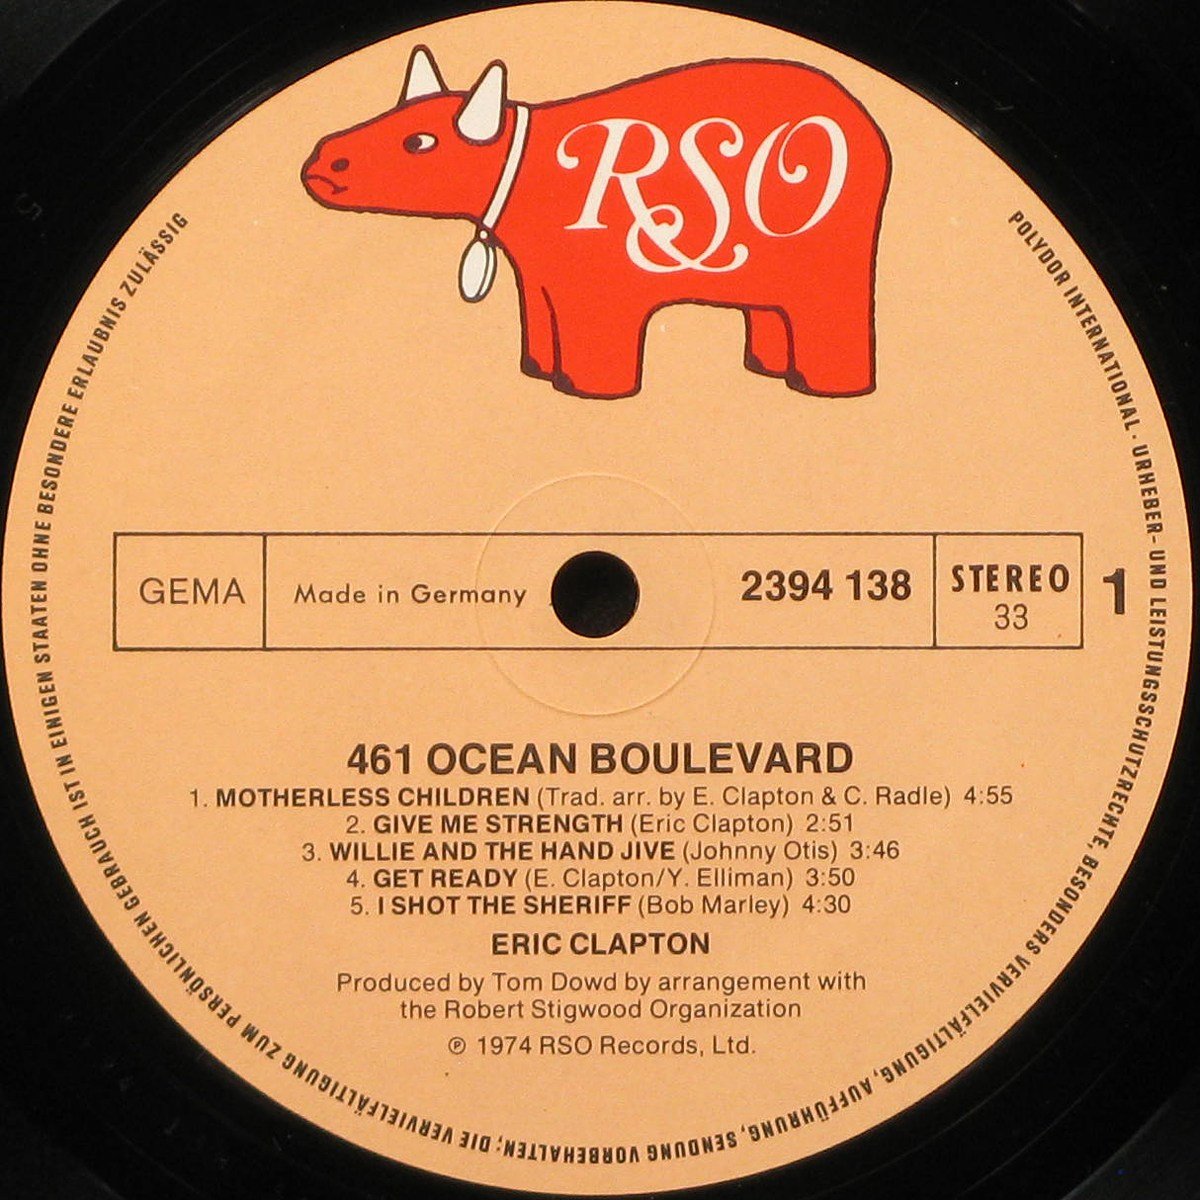 RSO
POLYDOR INTERNATIONAL · URHEBER- UND LEISTUNGSSCHUTZRECHTE, BESONDERS VERVIELFÄLTIGUNG, AUFFÜHRUNG, SENDUNG VORBEHALTEN; DIE VERVIELFÄLTIGUNG ZUM PERSÖNLICHEN GEBRAUCH IST IN EINIGEN STAATEN OHNE BESONDERE ERLAUBNIS ZULÄSSIG
GEMA
Made in Germany
2394 138
STEREO
33
1
461 OCEAN BOULEVARD
1. MOTHERLESS CHILDREN (Trad. arr. by E. Clapton & C. Radle) 4:55
2. GIVE ME STRENGTH (Eric Clapton) 2:51
3. WILLIE AND THE HAND JIVE (Johnny Otis) 3:46
4. GET READY (E. Clapton/Y. Elliman) 3:50
5. I SHOT THE SHERIFF (Bob Marley) 4:30
ERIC CLAPTON
Produced by Tom Dowd by arrangement with
the Robert Stigwood Organization
℗ 1974 RSO Records, Ltd.